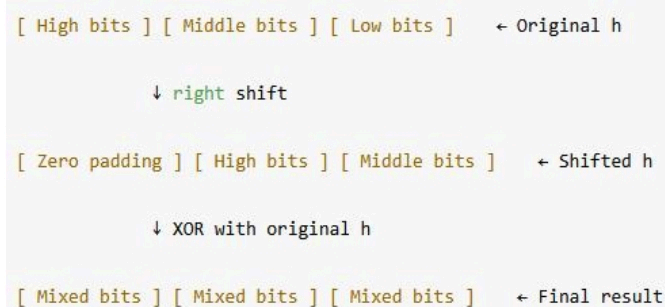 [ High bits ] [ Middle bits ] [ Low bits ] ← Original h
↓ right shift
[ Zero padding ] [ High bits ] [ Middle bits ] ← Shifted h
↓ XOR with original h
[ Mixed bits ] [ Mixed bits ] [ Mixed bits ] ← Final result